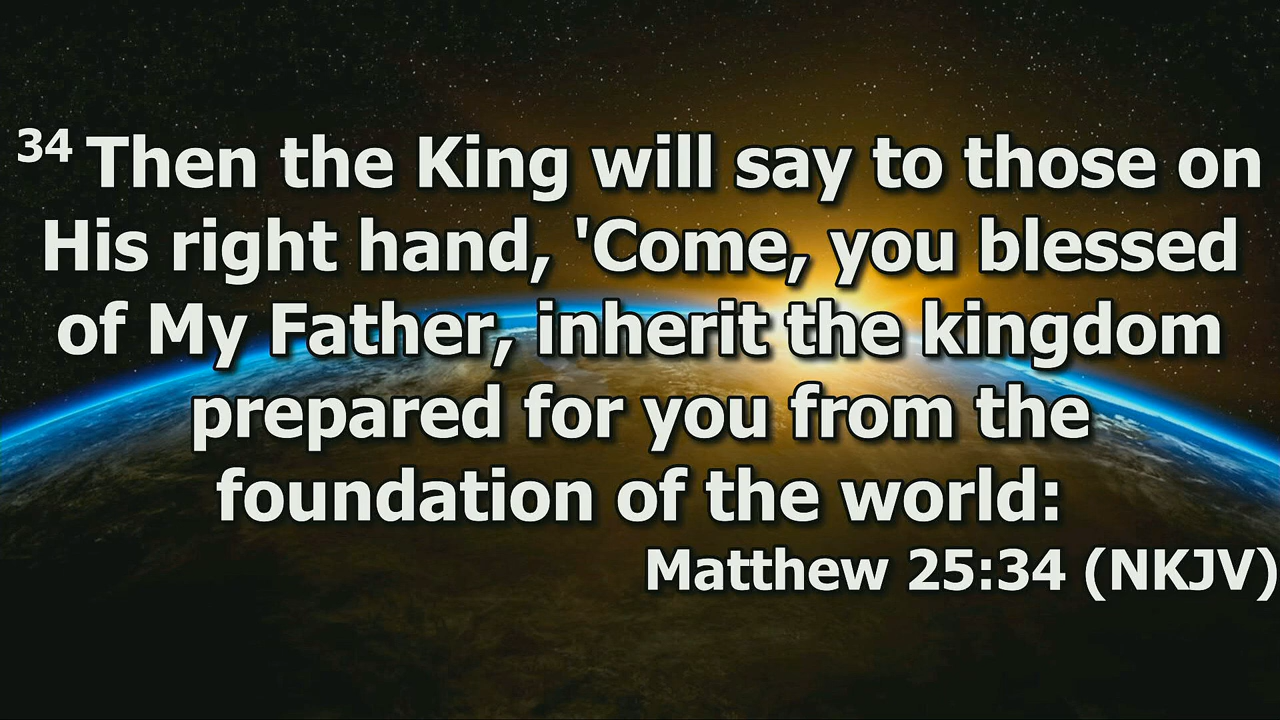 34 Then the King will say to those on
His right hand, 'Come, you blessed
of My Father, inherit the kingdom
prepared for you from the
foundation of the world:
Matthew 25:34 (NKJV)